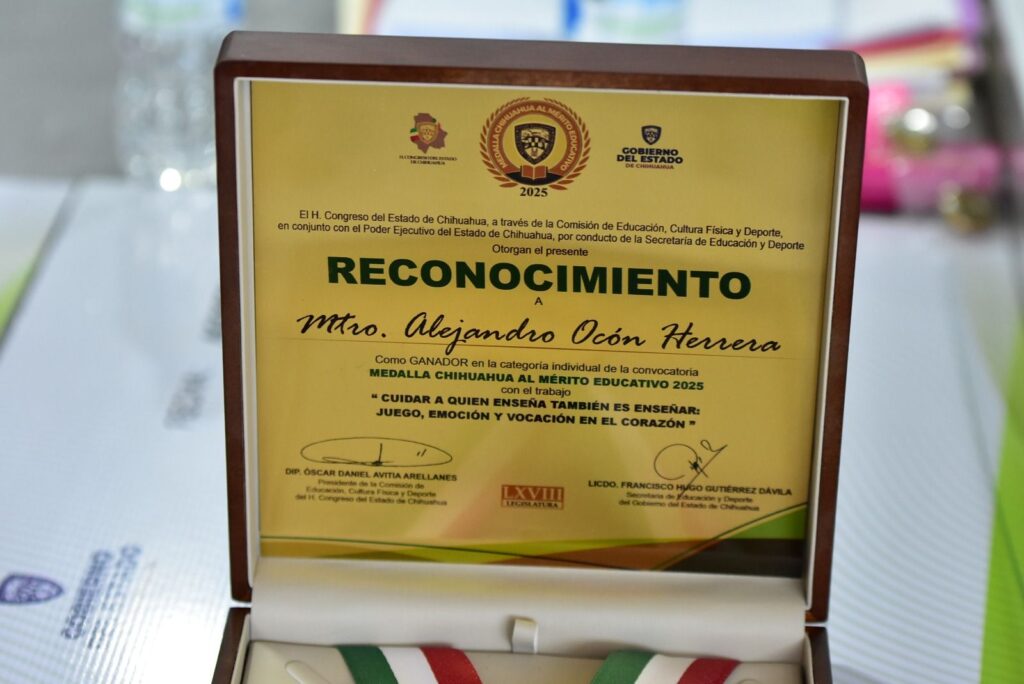 MEDALLA CHIHUAHUA AL MÉRITO EDUCATIVO
2025
H. CONGRESO DEL ESTADO
DE CHIHUAHUA
GOBIERNO
DEL ESTADO
DE CHIHUAHUA
El H. Congreso del Estado de Chihuahua, a través de la Comisión de Educación, Cultura Física y Deporte,
en conjunto con el Poder Ejecutivo del Estado de Chihuahua, por conducto de la Secretaría de Educación y Deporte
Otorgan el presente
RECONOCIMIENTO
A
Mtro. Alejandro Ocón Herrera
Como GANADOR en la categoría individual de la convocatoria
MEDALLA CHIHUAHUA AL MÉRITO EDUCATIVO 2025
con el trabajo
“ CUIDAR A QUIEN ENSEÑA TAMBIÉN ES ENSEÑAR:
JUEGO, EMOCIÓN Y VOCACIÓN EN EL CORAZÓN ”
DIP. ÓSCAR DANIEL AVITIA ARELLANES
Presidente de la Comisión de
Educación, Cultura Física y Deporte
del H. Congreso del Estado de Chihuahua
LXVIII
LEGISLATURA
LICDO. FRANCISCO HUGO GUTIÉRREZ DÁVILA
Secretaría de Educación y Deporte
del Gobierno del Estado de Chihuahua